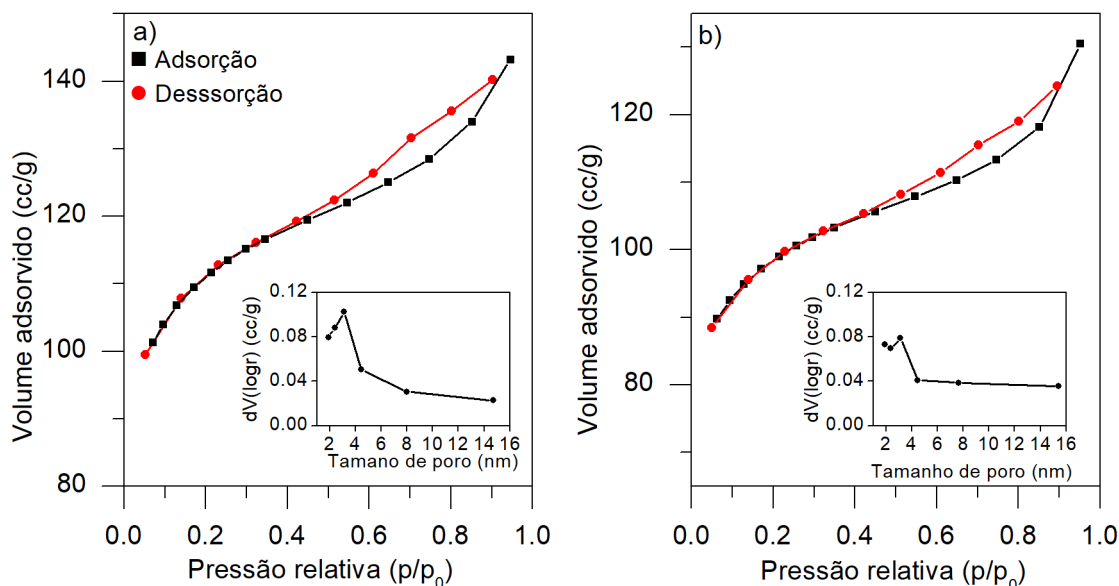 a)
Adsorção
Desssorção
Volume adsorvido (cc/g)
140
120
100
80
0.0 0.2 0.4 0.6 0.8 1.0
Pressão relativa (p/p0)
dV(logr) (cc/g)
0.12
0.08
0.04
0.00
2 4 6 8 10 12 14 16
Tamano de poro (nm)
b)
Volume adsorvido (cc/g)
120
100
80
0.0 0.2 0.4 0.6 0.8 1.0
Pressão relativa (p/p0)
dV(logr) (cc/g)
0.12
0.08
0.04
0.00
2 4 6 8 10 12 14 16
Tamanho de poro (nm)